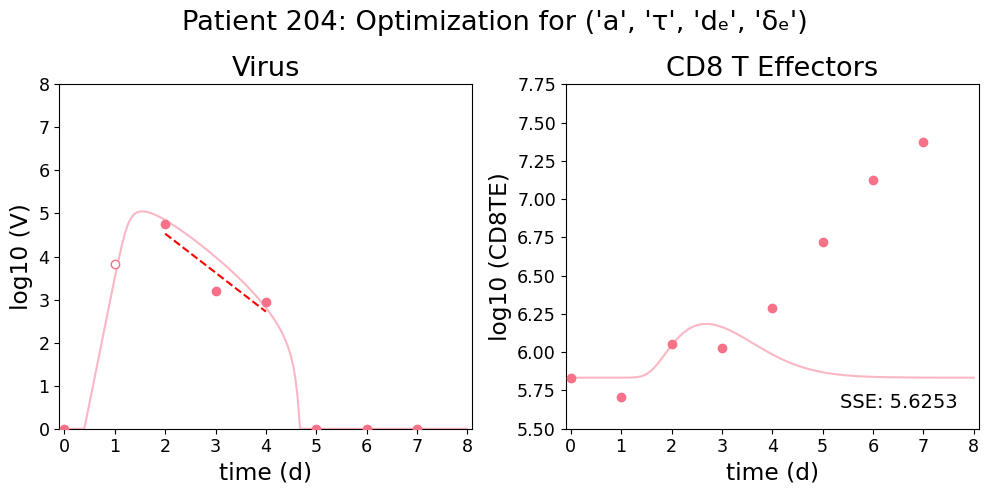 Patient 204: Optimization for ('a', 'τ', 'dₑ', 'δₑ')
Virus
CD8 T Effectors
log10 (V)
8
7
6
5
4
3
2
1
0
0 1 2 3 4 5 6 7 8
time (d)
log10 (CD8TE)
7.75
7.50
7.25
7.00
6.75
6.50
6.25
6.00
5.75
5.50
SSE: 5.6253
0 1 2 3 4 5 6 7 8
time (d)